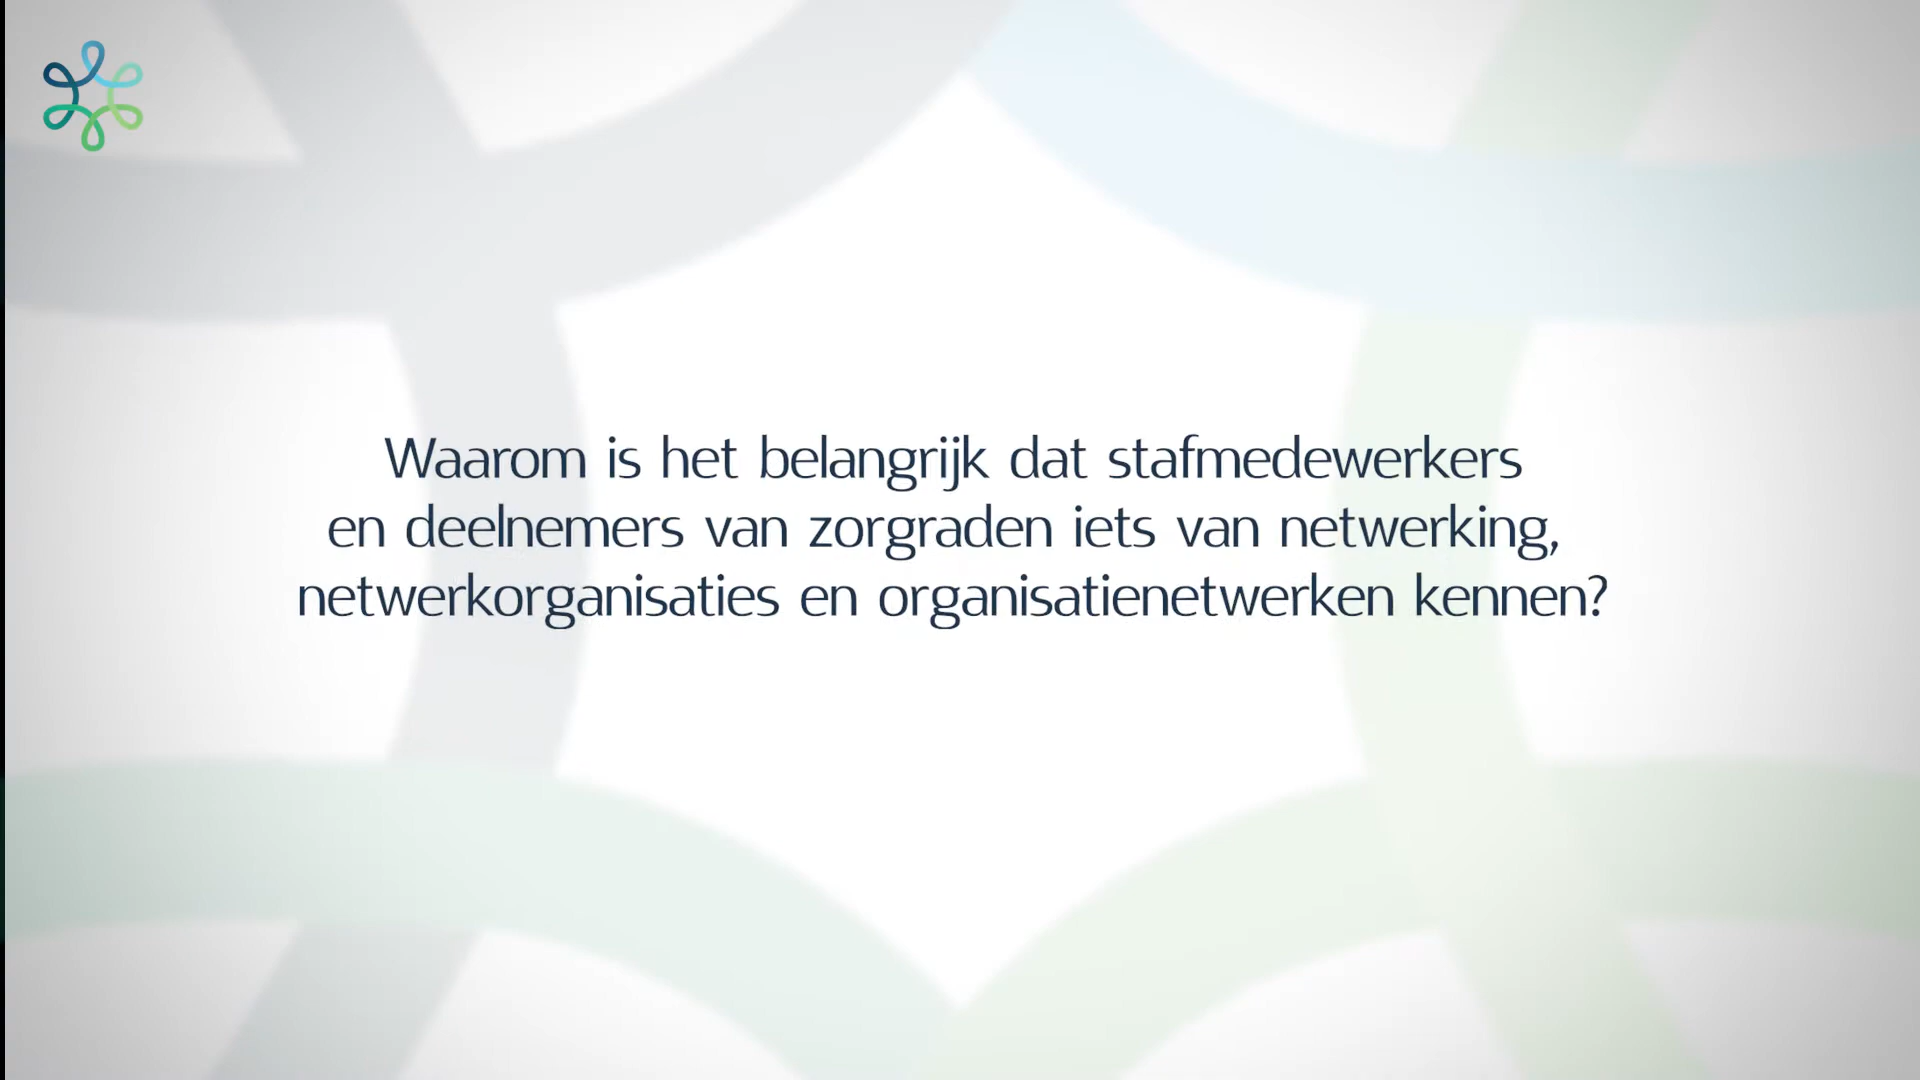 Waarom is het belangrijk dat stafmedewerkers
en deelnemers van zorgraden iets van netwerking,
netwerkorganisaties en organisatienetwerken kennen?